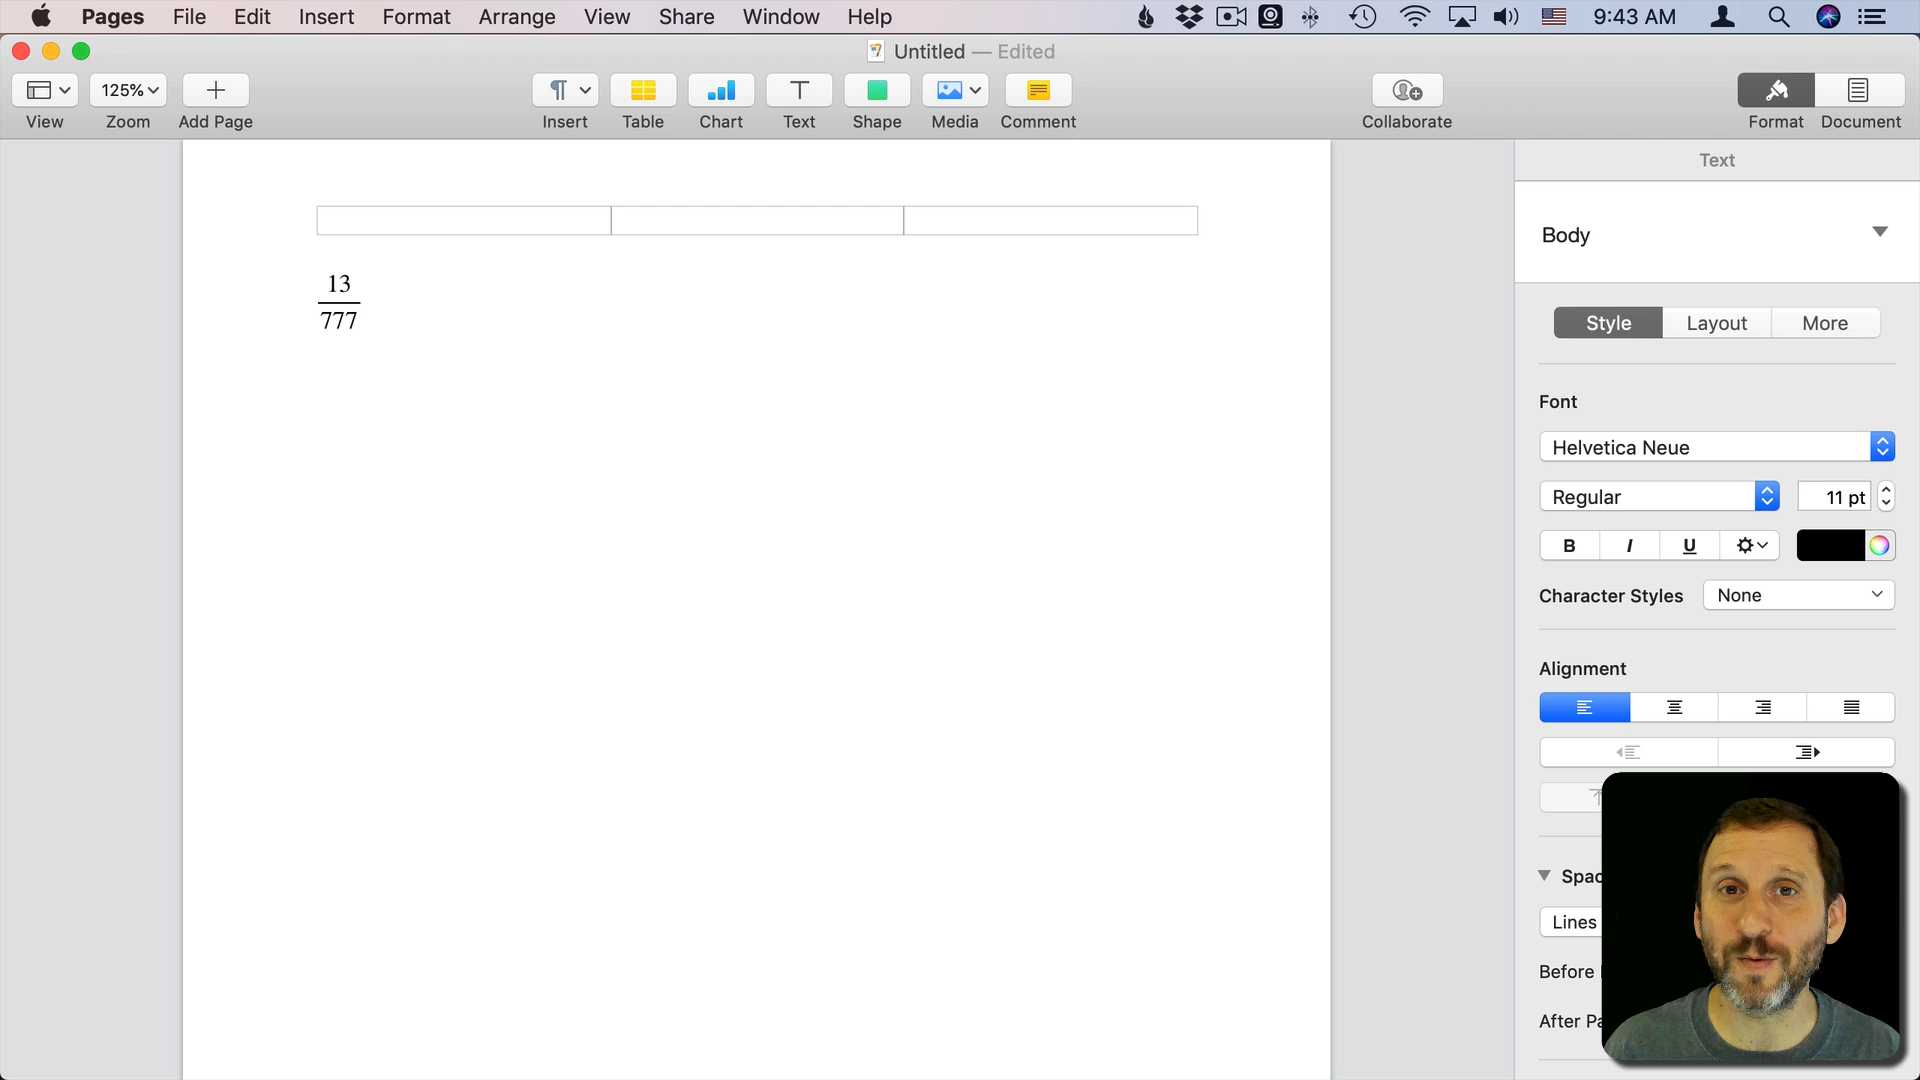 Pages File Edit Insert Format Arrange View Share Window Help 9:43 AM
Untitled — Edited
125%
View Zoom Add Page Insert Table Chart Text Shape Media Comment Collaborate Format Document
Text
Body
13
777
Style Layout More
Font
Helvetica Neue
Regular 11 pt
B I U
Character Styles None
Alignment
Spac
Lines
Before
After Pa